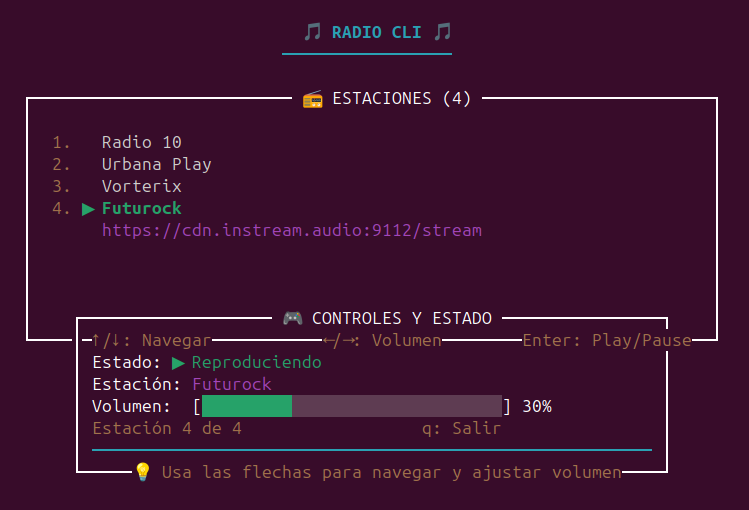 🎵 RADIO CLI 🎵
📻 ESTACIONES (4)
1. Radio 10
2. Urbana Play
3. Vorterix
4. ▶ Futurock
https://cdn.instream.audio:9112/stream
🎮 CONTROLES Y ESTADO
↑/↓: Navegar ←/→: Volumen Enter: Play/Pause
Estado: ▶ Reproduciendo
Estación: Futurock
Volumen: [ ] 30%
Estación 4 de 4 q: Salir
💡 Usa las flechas para navegar y ajustar volumen